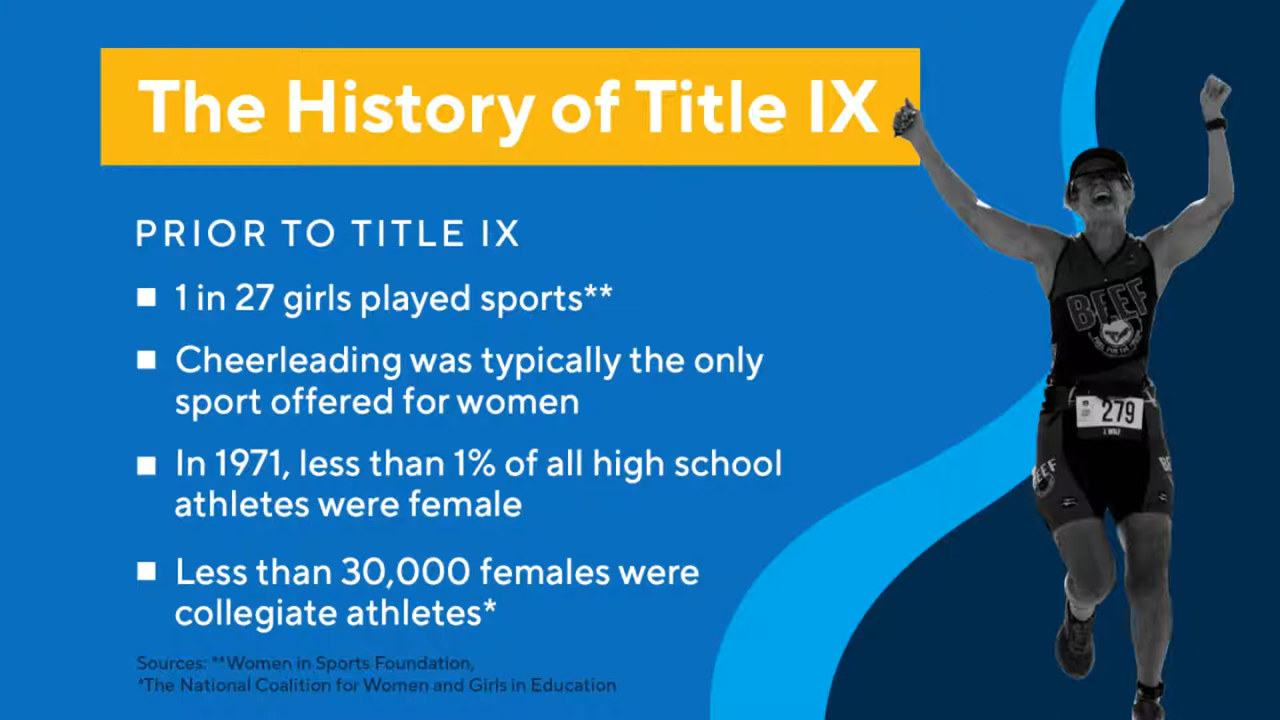 The History of Title IX
PRIOR TO TITLE IX
■ 1 in 27 girls played sports**
■ Cheerleading was typically the only
sport offered for women
■ In 1971, less than 1% of all high school
athletes were female
■ Less than 30,000 females were
collegiate athletes*
Sources: **Women in Sports Foundation,
*The National Coalition for Women and Girls in Education
BEEF
279
BEEF